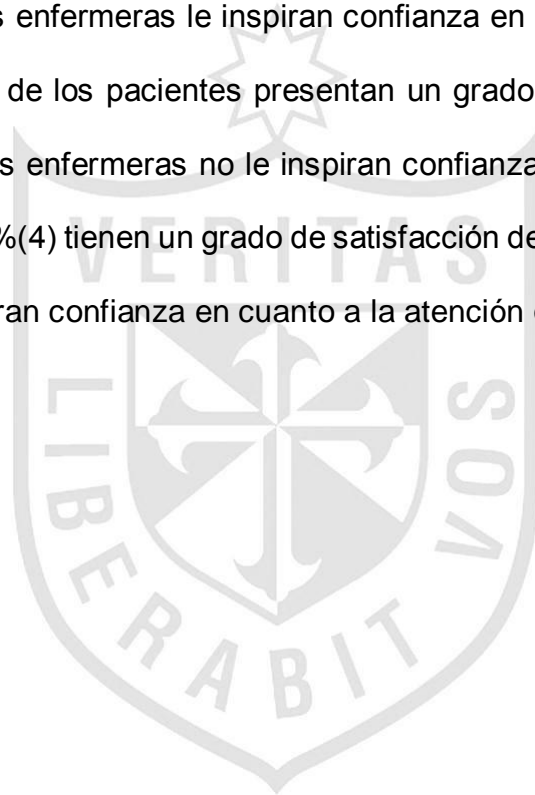 s enfermeras le inspiran confianza en
de los pacientes presentan un grado
s enfermeras no le inspiran confianza
%(4) tienen un grado de satisfacción de
ran confianza en cuanto a la atención
VERITAS
LIBERABIT
VOS